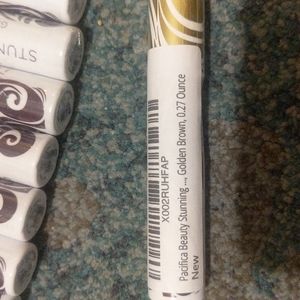 STUN
X002RUHFAP
Pacifica Beauty Stunning ..., Golden Brown, 0.27 Ounce
New